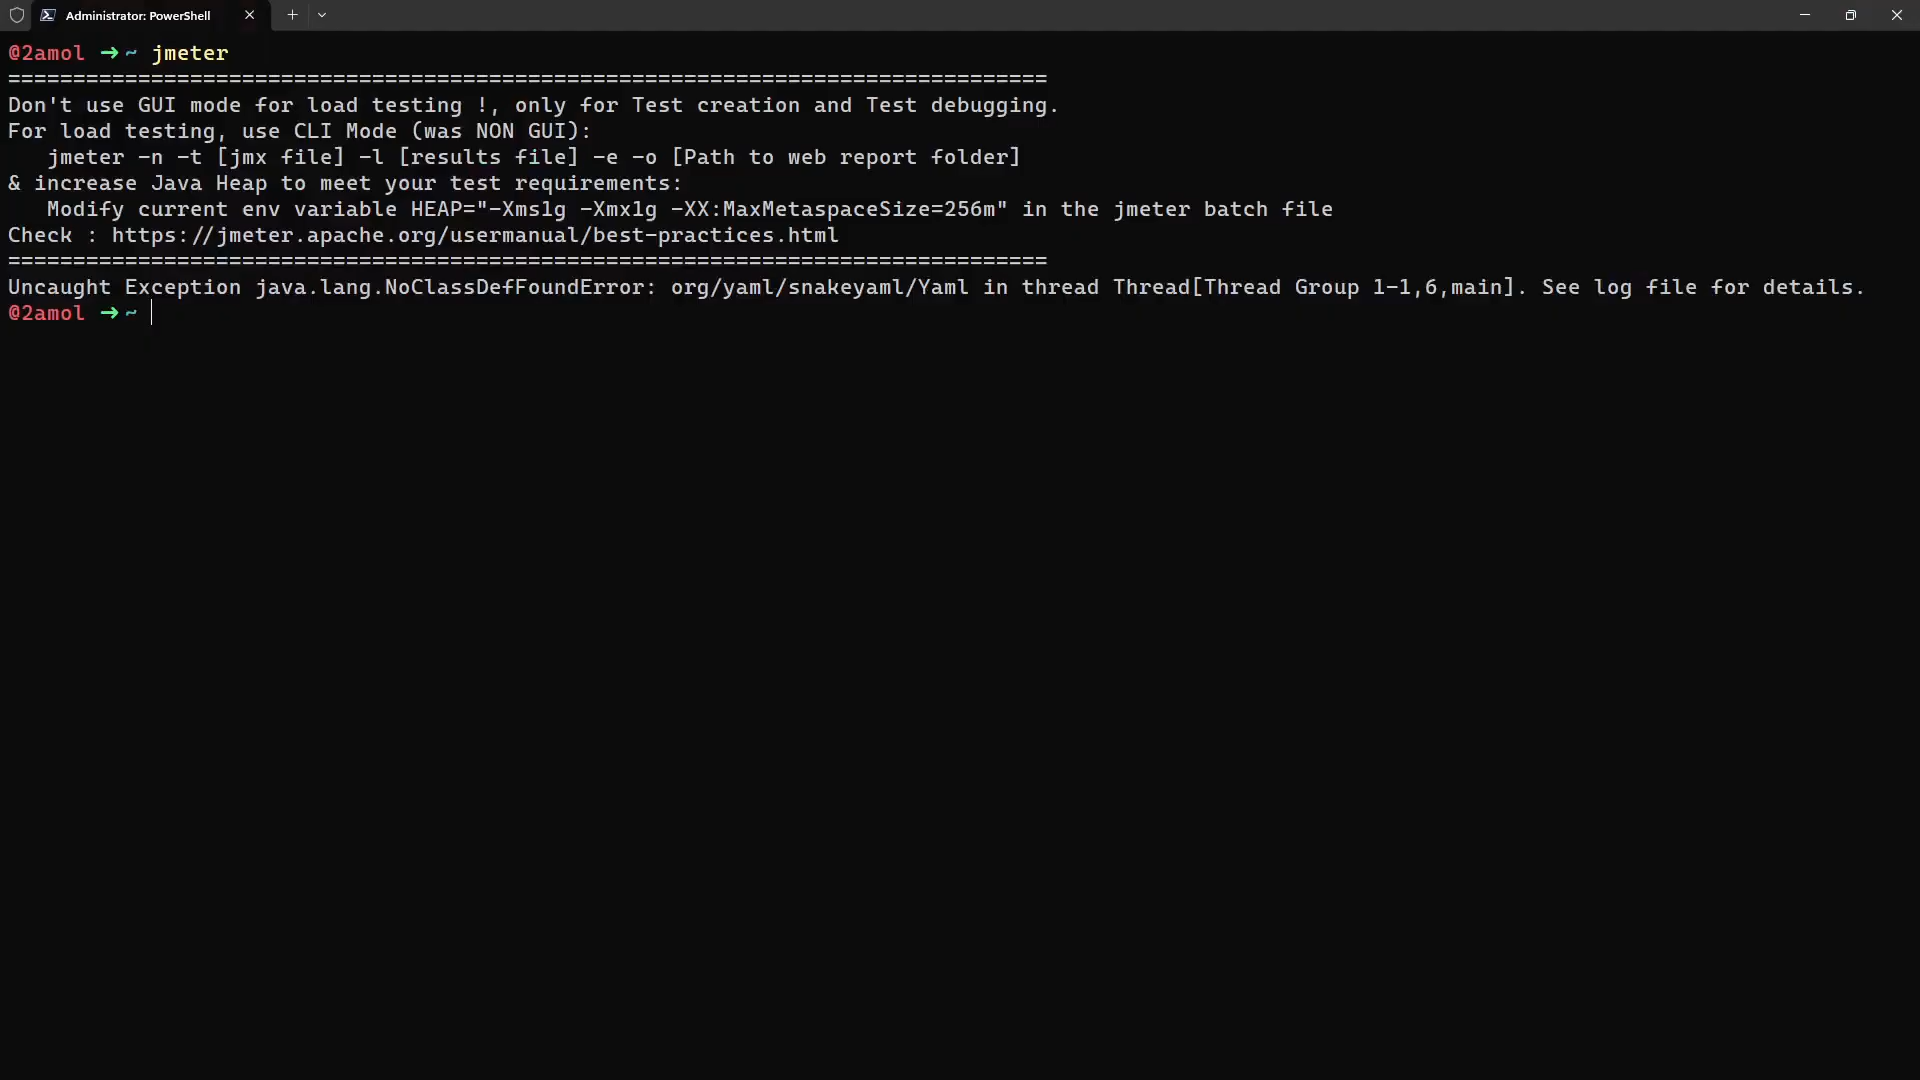 Administrator: PowerShell
@2amol ➜ ~ jmeter
================================================================================
Don't use GUI mode for load testing !, only for Test creation and Test debugging.
For load testing, use CLI Mode (was NON GUI):
   jmeter -n -t [jmx file] -l [results file] -e -o [Path to web report folder]
& increase Java Heap to meet your test requirements:
   Modify current env variable HEAP="-Xms1g -Xmx1g -XX:MaxMetaspaceSize=256m" in the jmeter batch file
Check : https://jmeter.apache.org/usermanual/best-practices.html
================================================================================
Uncaught Exception java.lang.NoClassDefFoundError: org/yaml/snakeyaml/Yaml in thread Thread[Thread Group 1-1,6,main]. See log file for details.
@2amol ➜ ~